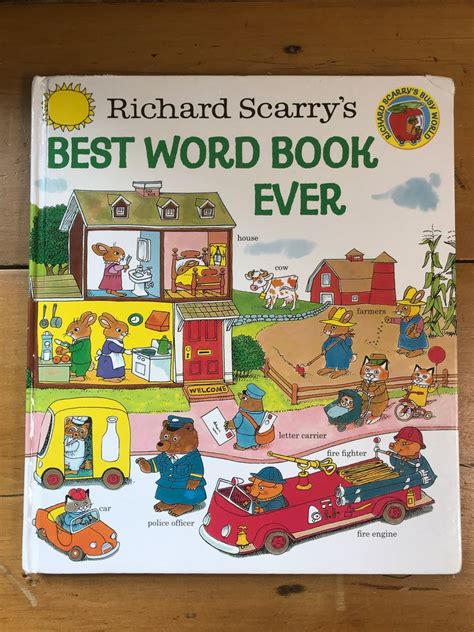 Richard Scarry's
RICHARD SCARRY'S BUSY WORLD
BEST WORD BOOK
EVER
house
cow
farmers
WELCOME
letter carrier
fire fighter
car
police officer
fire engine